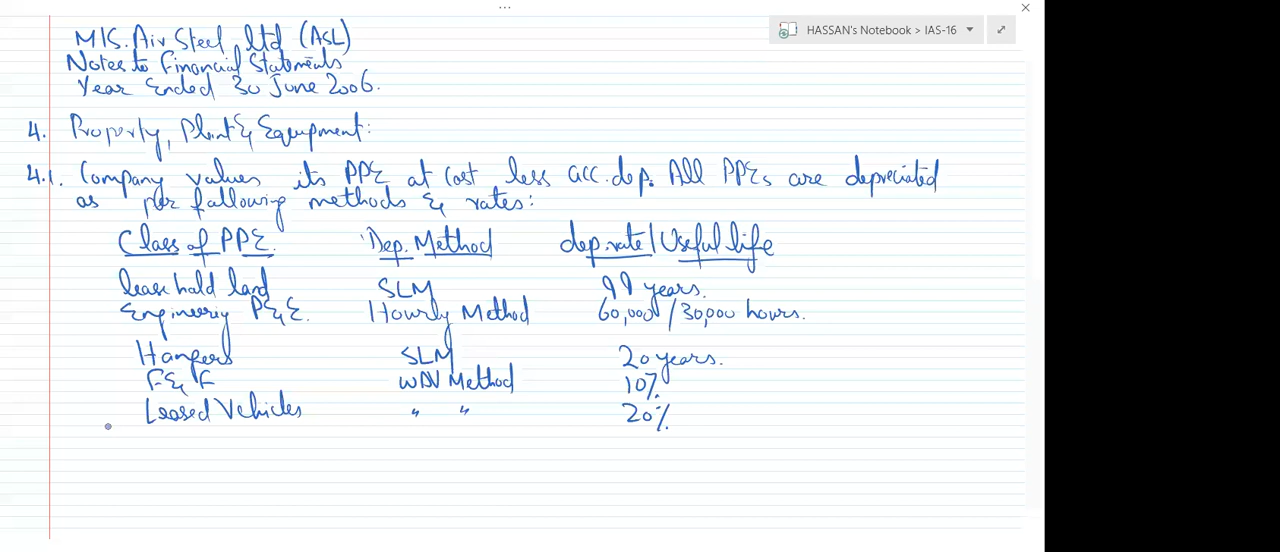 HASSAN's Notebook > IAS-16
M/S. Air Steel Ltd (ASL)
Notes to Financial Statements
Year Ended 30 June 2006.
4. Property, Plant & Equipment:
4.1. Company values its PPE at cost less acc.dep. All PPEs are depreciated
as per following methods & rates:
Class of PPE. Dep. Method dep.rate/Useful life
Lease hold land SLM 99 years.
Engineering P&E. Hourly Method 60,000/30,000 hours.
Hangers SLM 20 years.
F & F WDV Method 10%
Leased Vehicles " " 20%